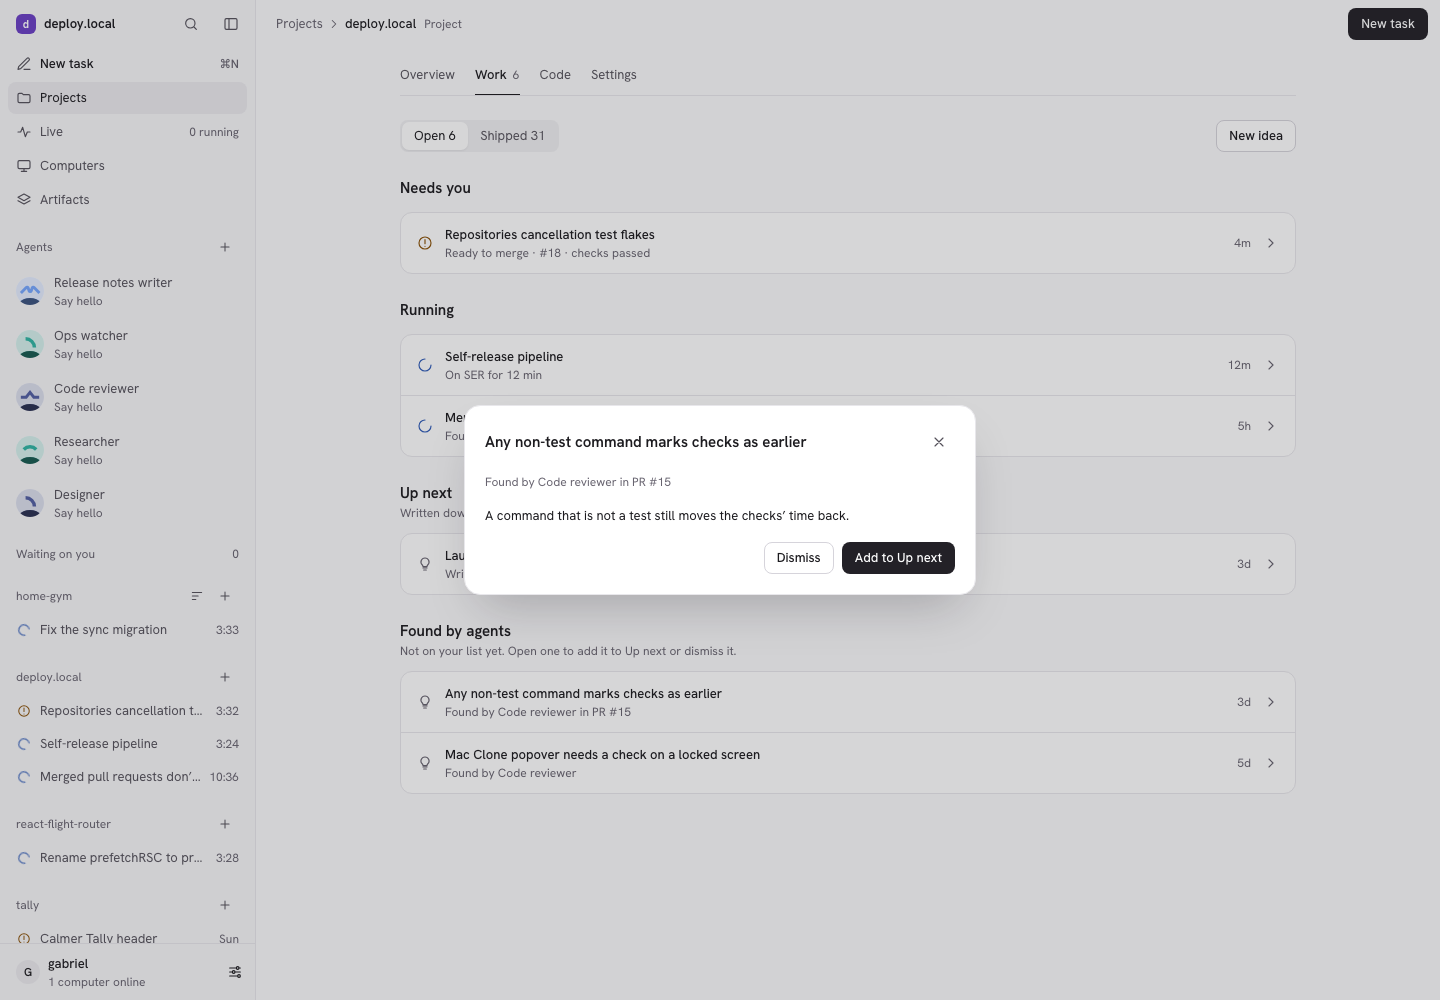 d deploy.local
New task ⌘N
Projects
Live 0 running
Computers
Artifacts
Agents
Release notes writer
Say hello
Ops watcher
Say hello
Code reviewer
Say hello
Researcher
Say hello
Designer
Say hello
Waiting on you 0
home-gym
Fix the sync migration 3:33
deploy.local
Repositories cancellation t... 3:32
Self-release pipeline 3:24
Merged pull requests don’... 10:36
react-flight-router
Rename prefetchRSC to pr... 3:28
tally
Calmer Tally header Sun
G gabriel
1 computer online
Projects > deploy.local Project
New task
Overview Work 6 Code Settings
Open 6 Shipped 31
New idea
Needs you
Repositories cancellation test flakes
Ready to merge · #18 · checks passed
4m
Running
Self-release pipeline
On SER for 12 min
12m
5h
Up next
3d
Any non-test command marks checks as earlier
Found by Code reviewer in PR #15
A command that is not a test still moves the checks’ time back.
Dismiss Add to Up next
Found by agents
Not on your list yet. Open one to add it to Up next or dismiss it.
Any non-test command marks checks as earlier
Found by Code reviewer in PR #15
3d
Mac Clone popover needs a check on a locked screen
Found by Code reviewer
5d